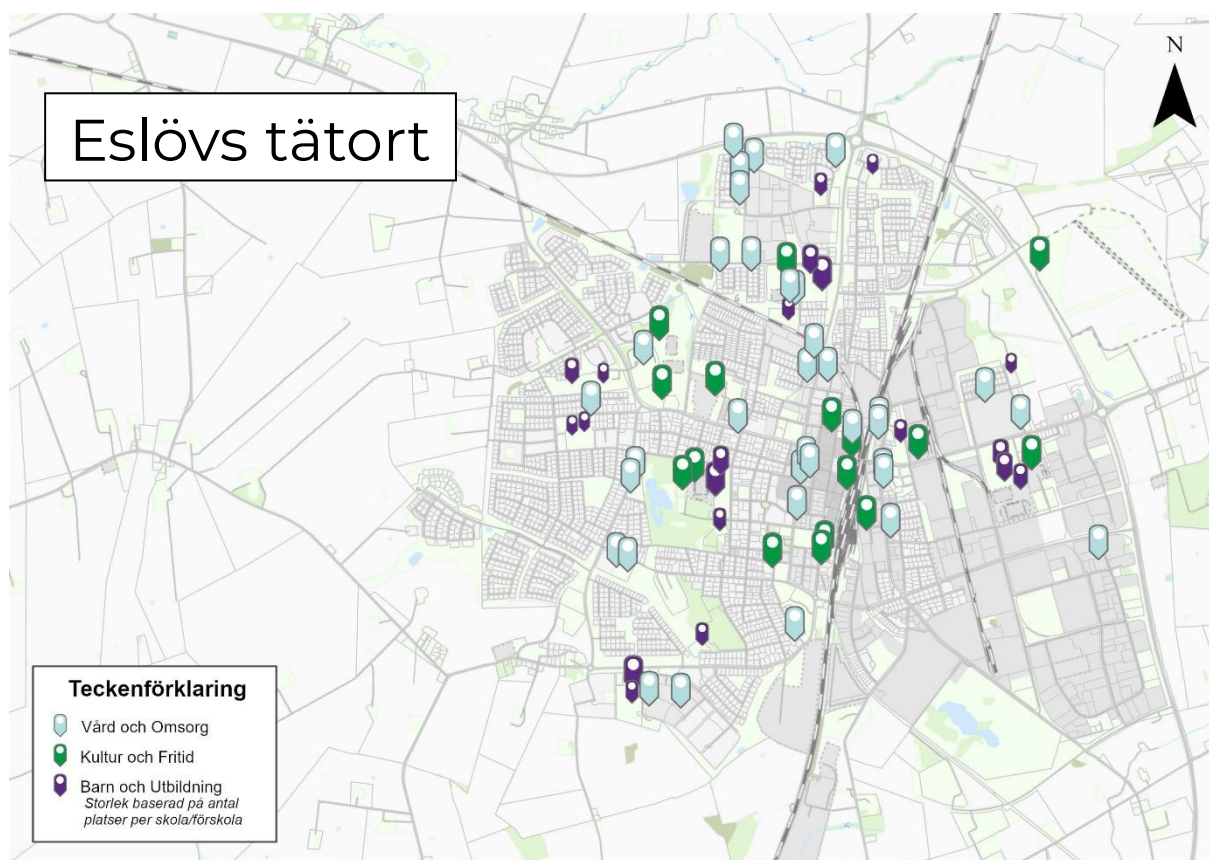 Eslövs tätort
N
Teckenförklaring
Vård och Omsorg
Kultur och Fritid
Barn och Utbildning
Storlek baserad på antal
platser per skola/förskola